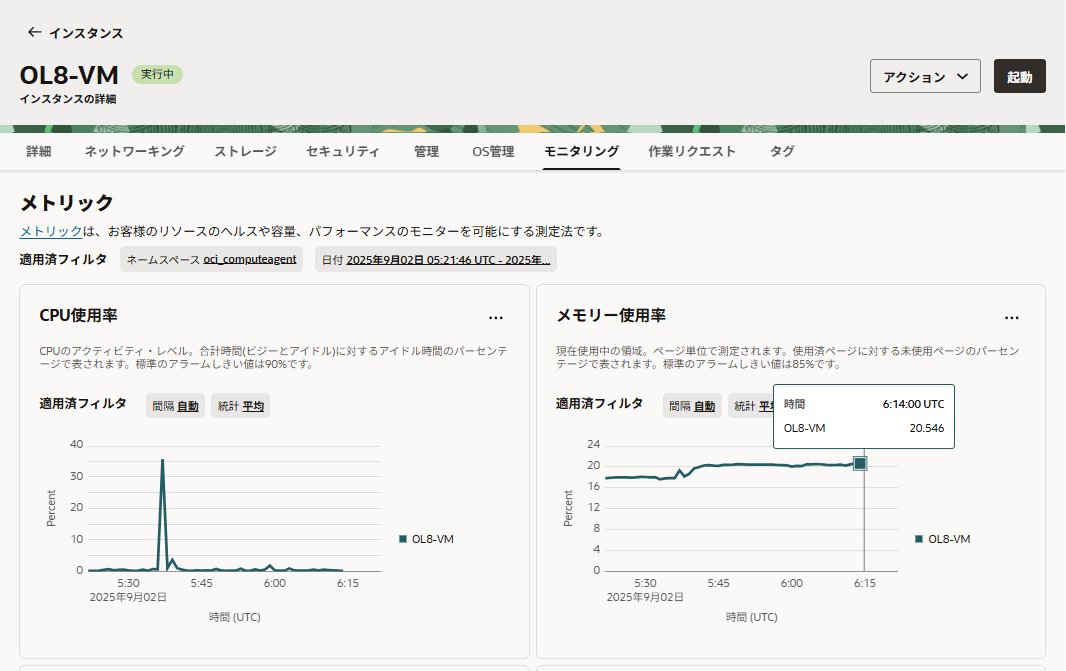 ← インスタンス
OL8-VM 実行中
インスタンスの詳細
アクション 起動
詳細 ネットワーキング ストレージ セキュリティ 管理 OS管理 モニタリング 作業リクエスト タグ
メトリック
メトリックは、お客様のリソースのヘルスや容量、パフォーマンスのモニターを可能にする測定法です。
適用済フィルタ ネームスペース oci_computeagent 日付 2025年9月02日 05:21:46 UTC - 2025年...
CPU使用率 ...
CPUのアクティビティ・レベル。合計時間(ビジーとアイドル)に対するアイドル時間のパーセンテ
ージで表されます。標準のアラームしきい値は90%です。
適用済フィルタ 間隔 自動 統計 平均
40
30
20
10
0
Percent
5:30 5:45 6:00 6:15
2025年9月02日
時間 (UTC)
OL8-VM
メモリー使用率 ...
現在使用中の領域。ページ単位で測定されます。使用済ページに対する未使用ページのパーセン
テージで表されます。標準のアラームしきい値は85%です。
適用済フィルタ 間隔 自動 統計
時間 6:14:00 UTC
OL8-VM 20.546
24
20
16
12
8
4
0
Percent
5:30 5:45 6:00 6:15
2025年9月02日
時間 (UTC)
OL8-VM